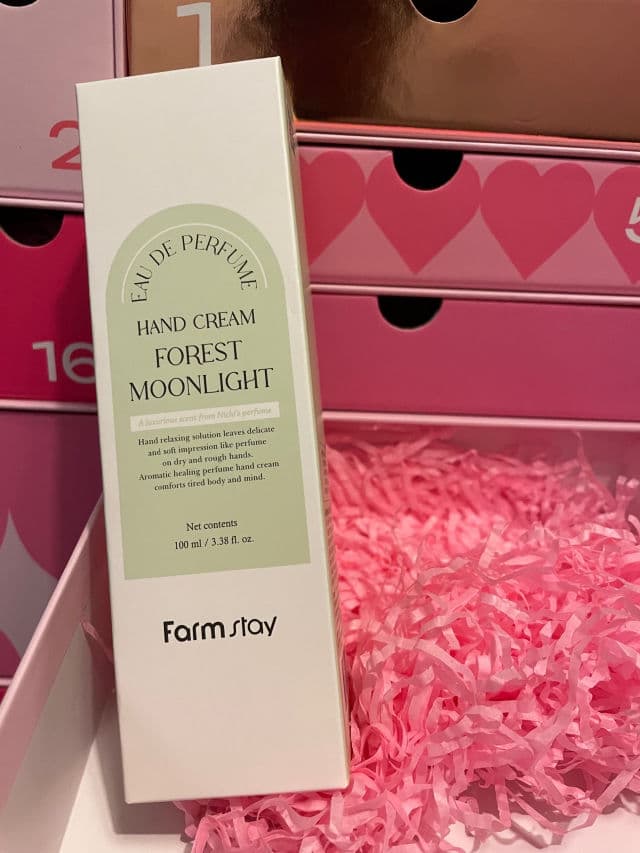 1
2
5
16
EAU DE PERFUME
HAND CREAM
FOREST
MOONLIGHT
A luxurious scent from Nichi's perfume
Hand relaxing solution leaves delicate
and soft impression like perfume
on dry and rough hands.
Aromatic healing perfume hand cream
comforts tired body and mind.
Net contents
100 ml / 3.38 fl. oz.
Farmstay